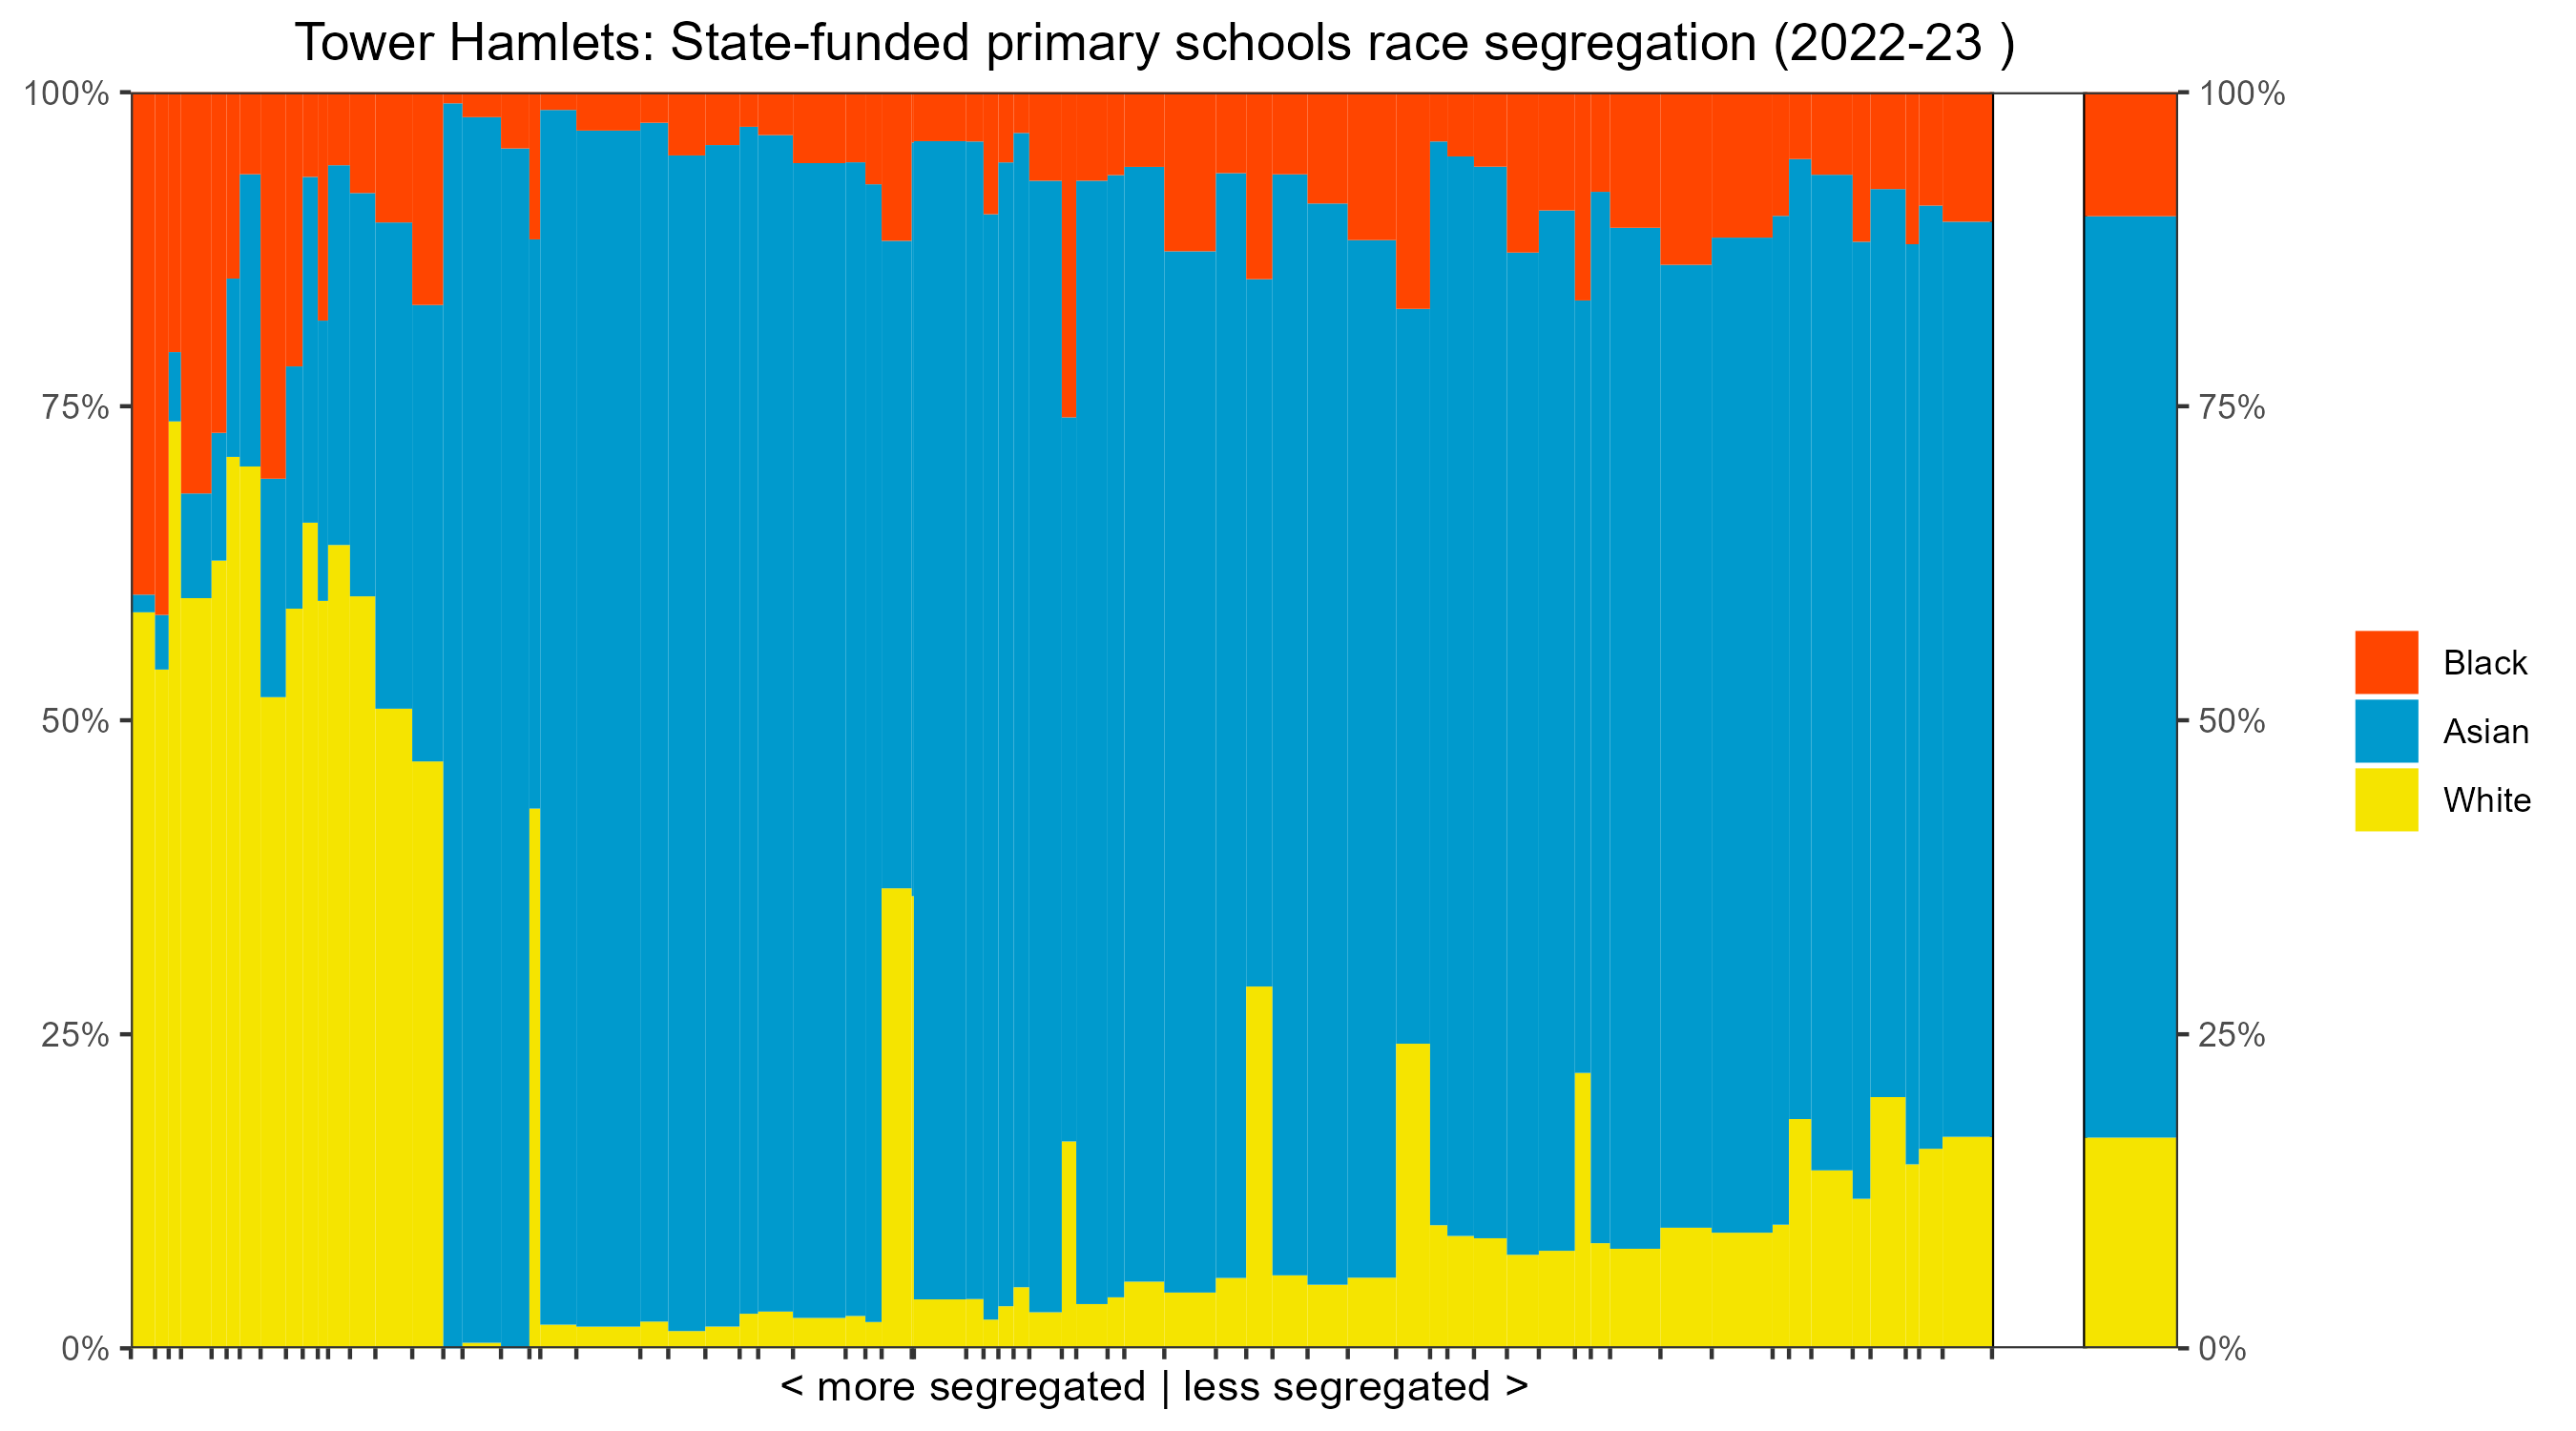 Tower Hamlets: State-funded primary schools race segregation (2022-23 )
100%
75%
50%
25%
0%
100%
75%
50%
25%
0%
Black
Asian
White
< more segregated | less segregated >